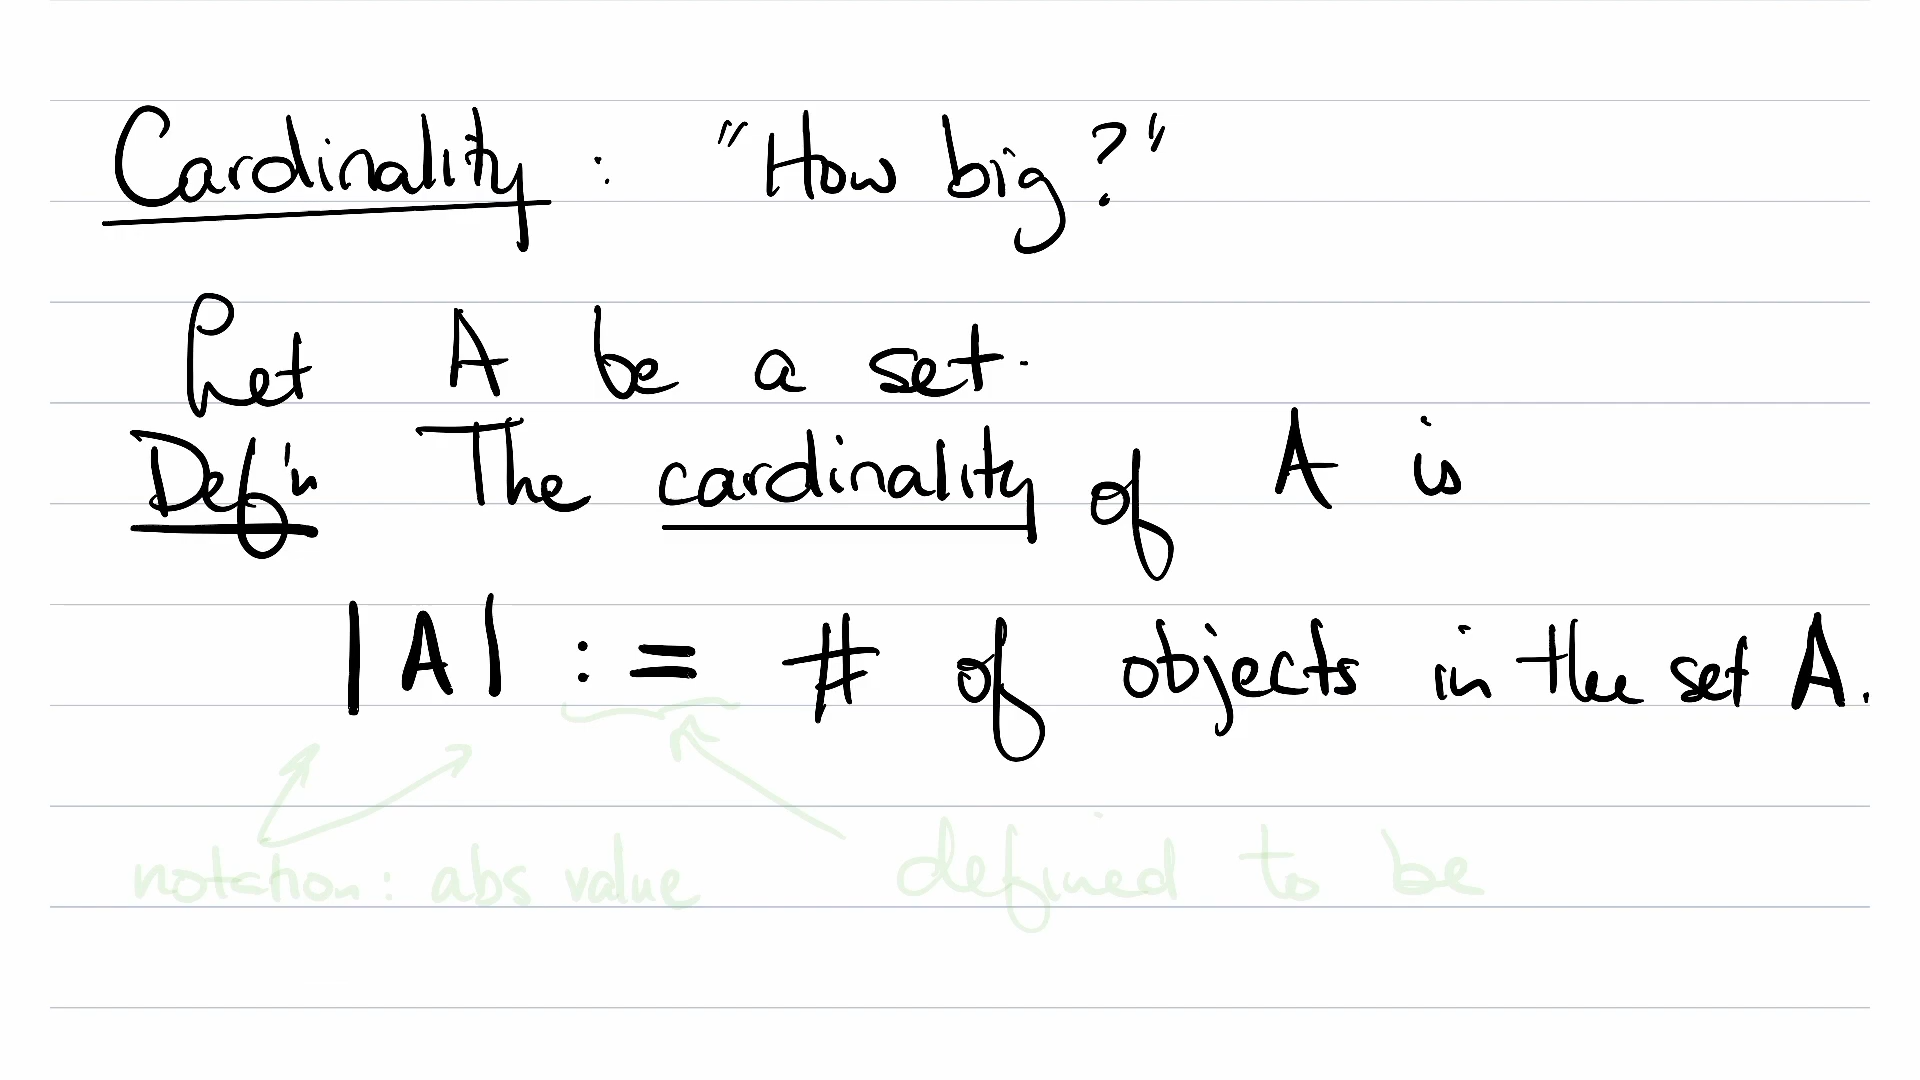 Cardinality : "How big?"
Let A be a set.
Def'n The cardinality of A is
|A| := # of objects in the set A.
notation: abs value defined to be